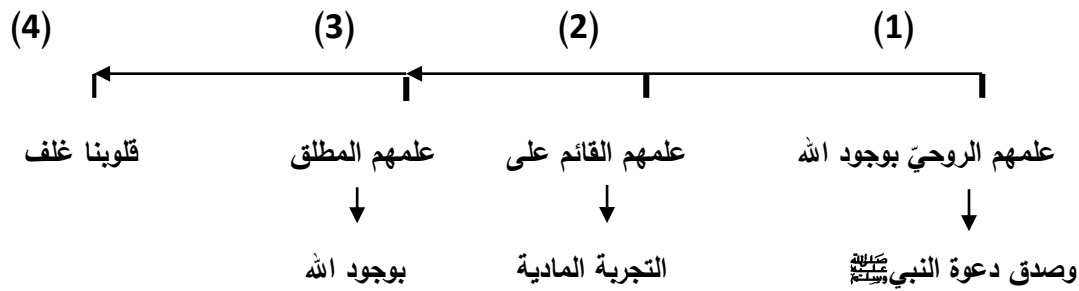 (1) (2) (3) (4)
علمهم الروحيّ بوجود الله علمهم القائم على علمهم المطلق قلوبنا غلف
وصدق دعوة النبيﷺ التجربة المادية بوجود الله